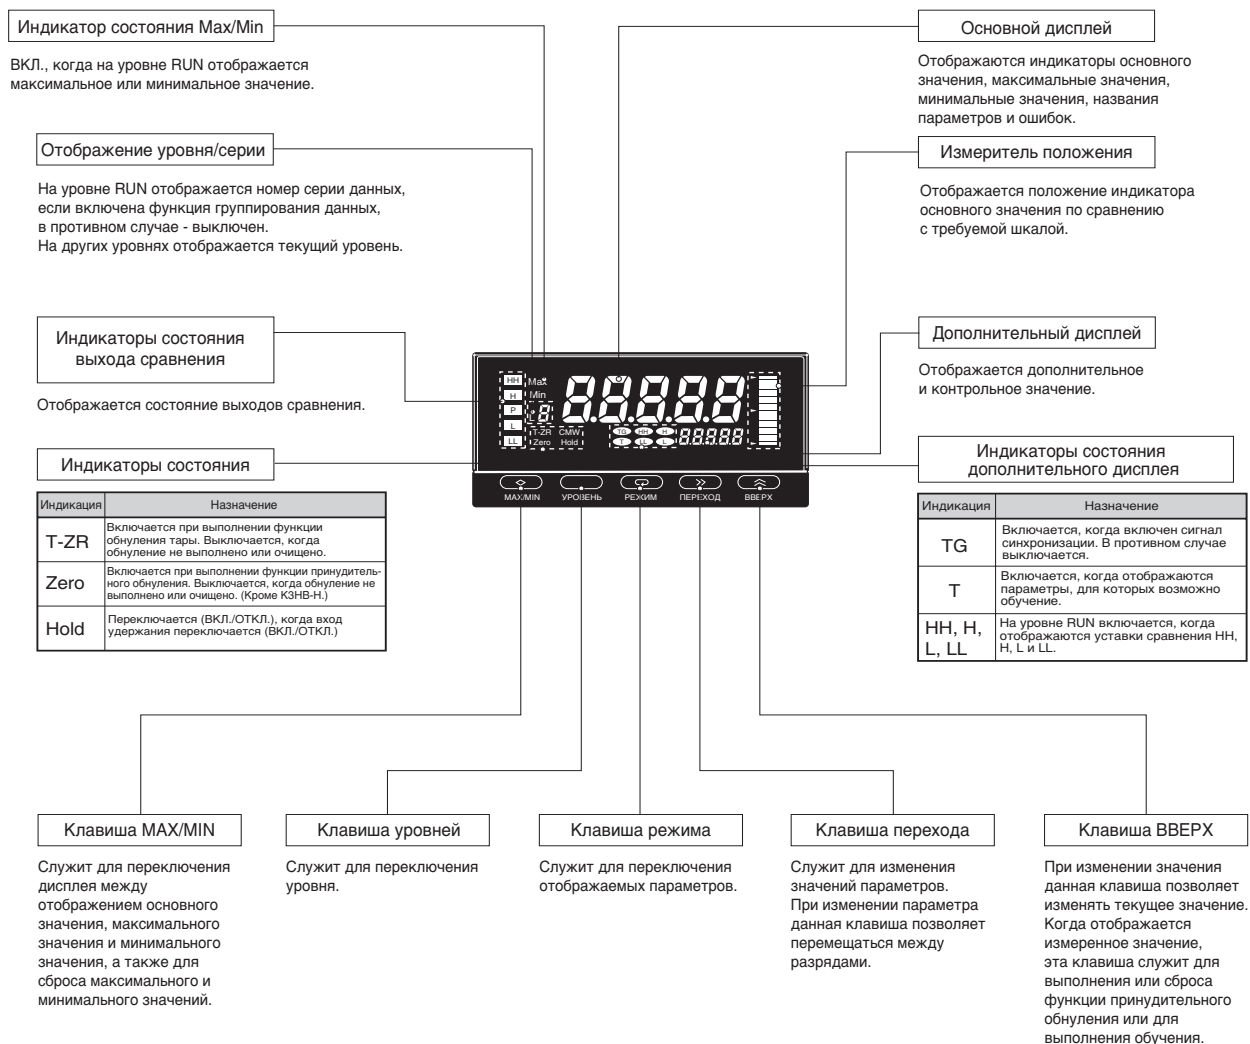 Индикатор состояния Max/Min
ВКЛ., когда на уровне RUN отображается
максимальное или минимальное значение.
Отображение уровня/серии
На уровне RUN отображается номер серии данных,
если включена функция группирования данных,
в противном случае - выключен.
На других уровнях отображается текущий уровень.
Индикаторы состояния
выхода сравнения
Отображается состояние выходов сравнения.
Индикаторы состояния
Индикация Назначение
T-ZR Включается при выполнении функции
обнуления тары. Выключается, когда
обнуление не выполнено или очищено.
Zero Включается при выполнении функции принудитель-
ного обнуления. Выключается, когда обнуление не
выполнено или очищено. (Кроме K3HB-H.)
Hold Переключается (ВКЛ./ОТКЛ.), когда вход
удержания переключается (ВКЛ./ОТКЛ.)
Основной дисплей
Отображаются индикаторы основного
значения, максимальные значения,
минимальные значения, названия
параметров и ошибок.
Измеритель положения
Отображается положение индикатора
основного значения по сравнению
с требуемой шкалой.
Дополнительный дисплей
Отображается дополнительное
и контрольное значение.
Индикаторы состояния
дополнительного дисплея
Индикация Назначение
TG Включается, когда включен сигнал
синхронизации. В противном случае
выключается.
T Включается, когда отображаются
параметры, для которых возможно
обучение.
HH, H,
L, LL
На уровне RUN включается, когда
отображаются уставки сравнения HH,
H, L и LL.
HH
H
P
L
LL
Max
Min
8
8.8.8.8.8
T-ZR CMW
Zero Hold
TG HH H
T LL L
8.8.8.8.8
MAX/MIN УРОВЕНЬ РЕЖИМ ПЕРЕХОД ВВЕРХ
Клавиша MAX/MIN
Служит для переключения
дисплея между
отображением основного
значения, максимального
значения и минимального
значения, а также для
сброса максимального и
минимального значений.
Клавиша уровней
Служит для переключения
уровня.
Клавиша режима
Служит для переключения
отображаемых параметров.
Клавиша перехода
Служит для изменения
значений параметров.
При изменении параметра
данная клавиша позволяет
перемещаться между
разрядами.
Клавиша ВВЕРХ
При изменении значения
данная клавиша позволяет
изменять текущее значение.
Когда отображается
измеренное значение,
эта клавиша служит для
выполнения или сброса
функции принудительного
обнуления или для
выполнения обучения.